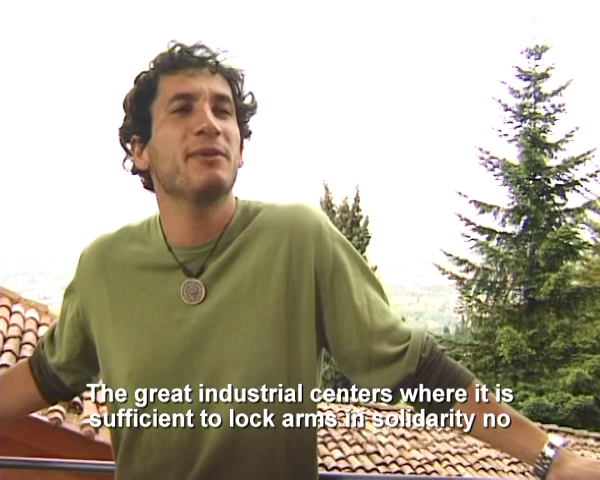 The great industrial centers where it is
sufficient to lock arms in solidarity no